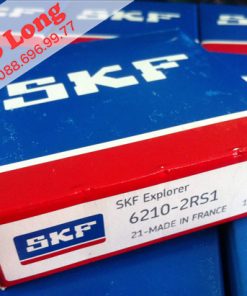 Long
088.696.99.77
SKF
SKF Explorer
6210-2RS1
21-MADE IN FRANCE
SKF